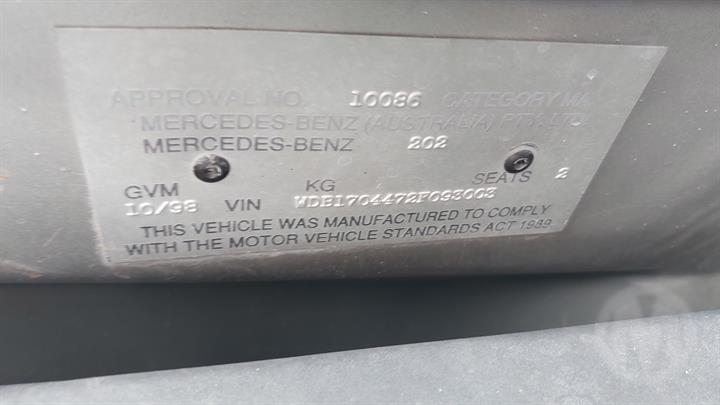 APPROVAL NO. 10086 CATEGORY MA
MERCEDES-BENZ (AUSTRALIA) PTY. LTD.
MERCEDES-BENZ 202
GVM KG SEATS 2
10/98 VIN WDB1704472F093003
THIS VEHICLE WAS MANUFACTURED TO COMPLY
WITH THE MOTOR VEHICLE STANDARDS ACT 1989.